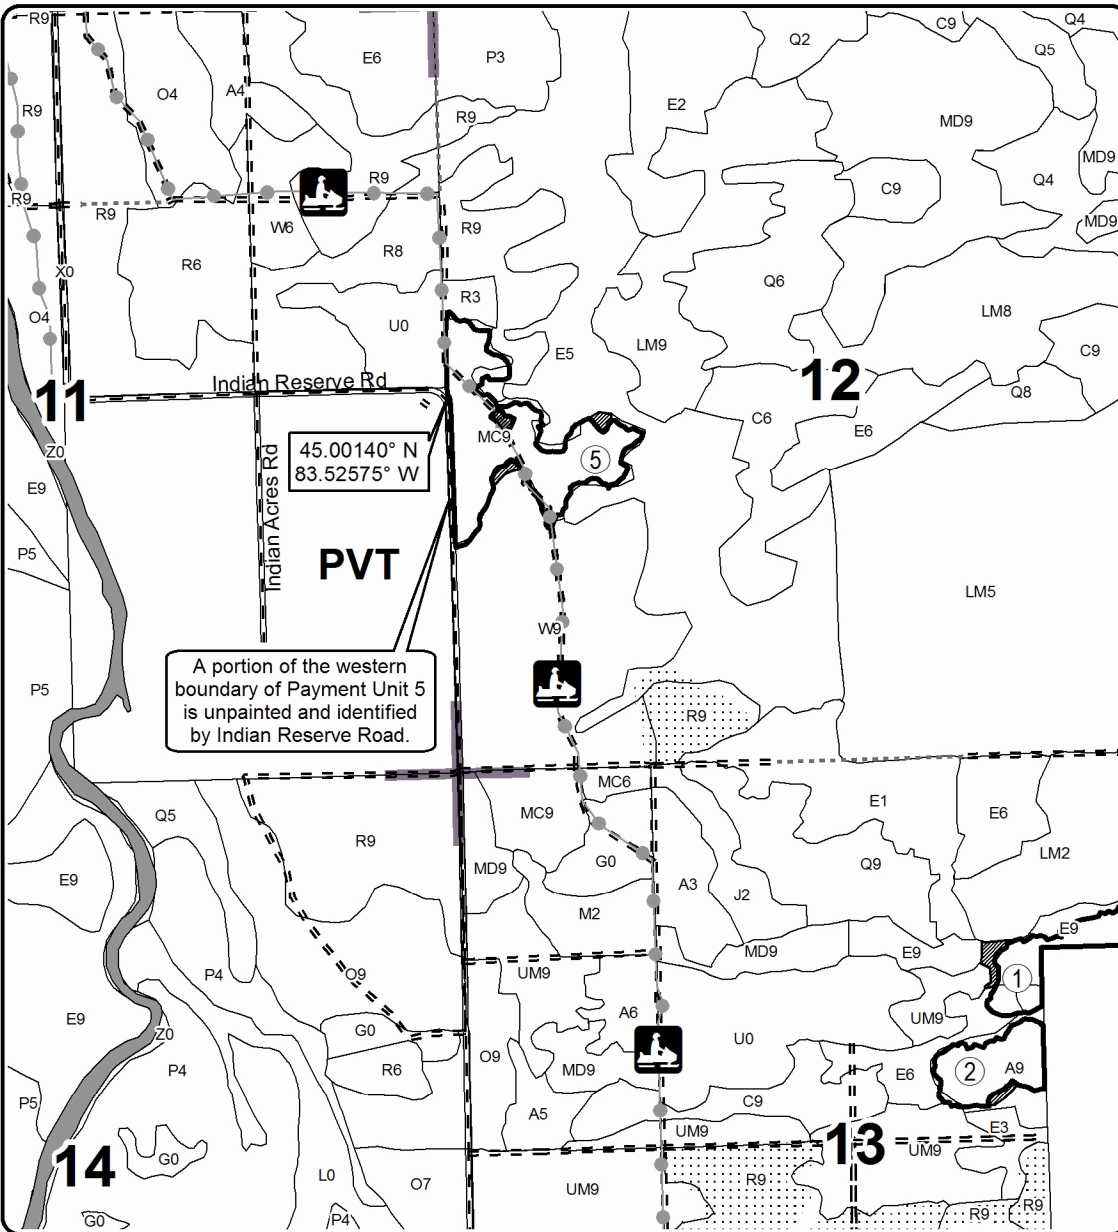 R9
C9
Q4
Q2
Q5
E6
P3
O4
A4
E2
R9
R9
MD9
MD9
R9
Q4
C9
R9
R9
MD9
W6
R9
R8
R6
X0
Q6
R3
LM8
O4
U0
LM9
E5
C9
11
Indian Reserve Rd
12
Q8
C6
E6
MC9
45.00140° N
83.52575° W
5
Z0
E9
Indian Acres Rd
P5
PVT
LM5
W9
A portion of the western
boundary of Payment Unit 5
is unpainted and identified
by Indian Reserve Road.
P5
R9
MC6
E1
E6
Q5
MC9
R9
LM2
G0
Q9
MD9
E9
A3
J2
M2
E9
MD9
E9
P4
O9
UM9
1
A6
UM9
E9
G0
Z0
U0
O9
R6
MD9
P4
E6
2
A9
P5
A5
C9
E3
UM9
13
UM9
14
G0
L0
O7
UM9
R9
R9
R9
G0
P4